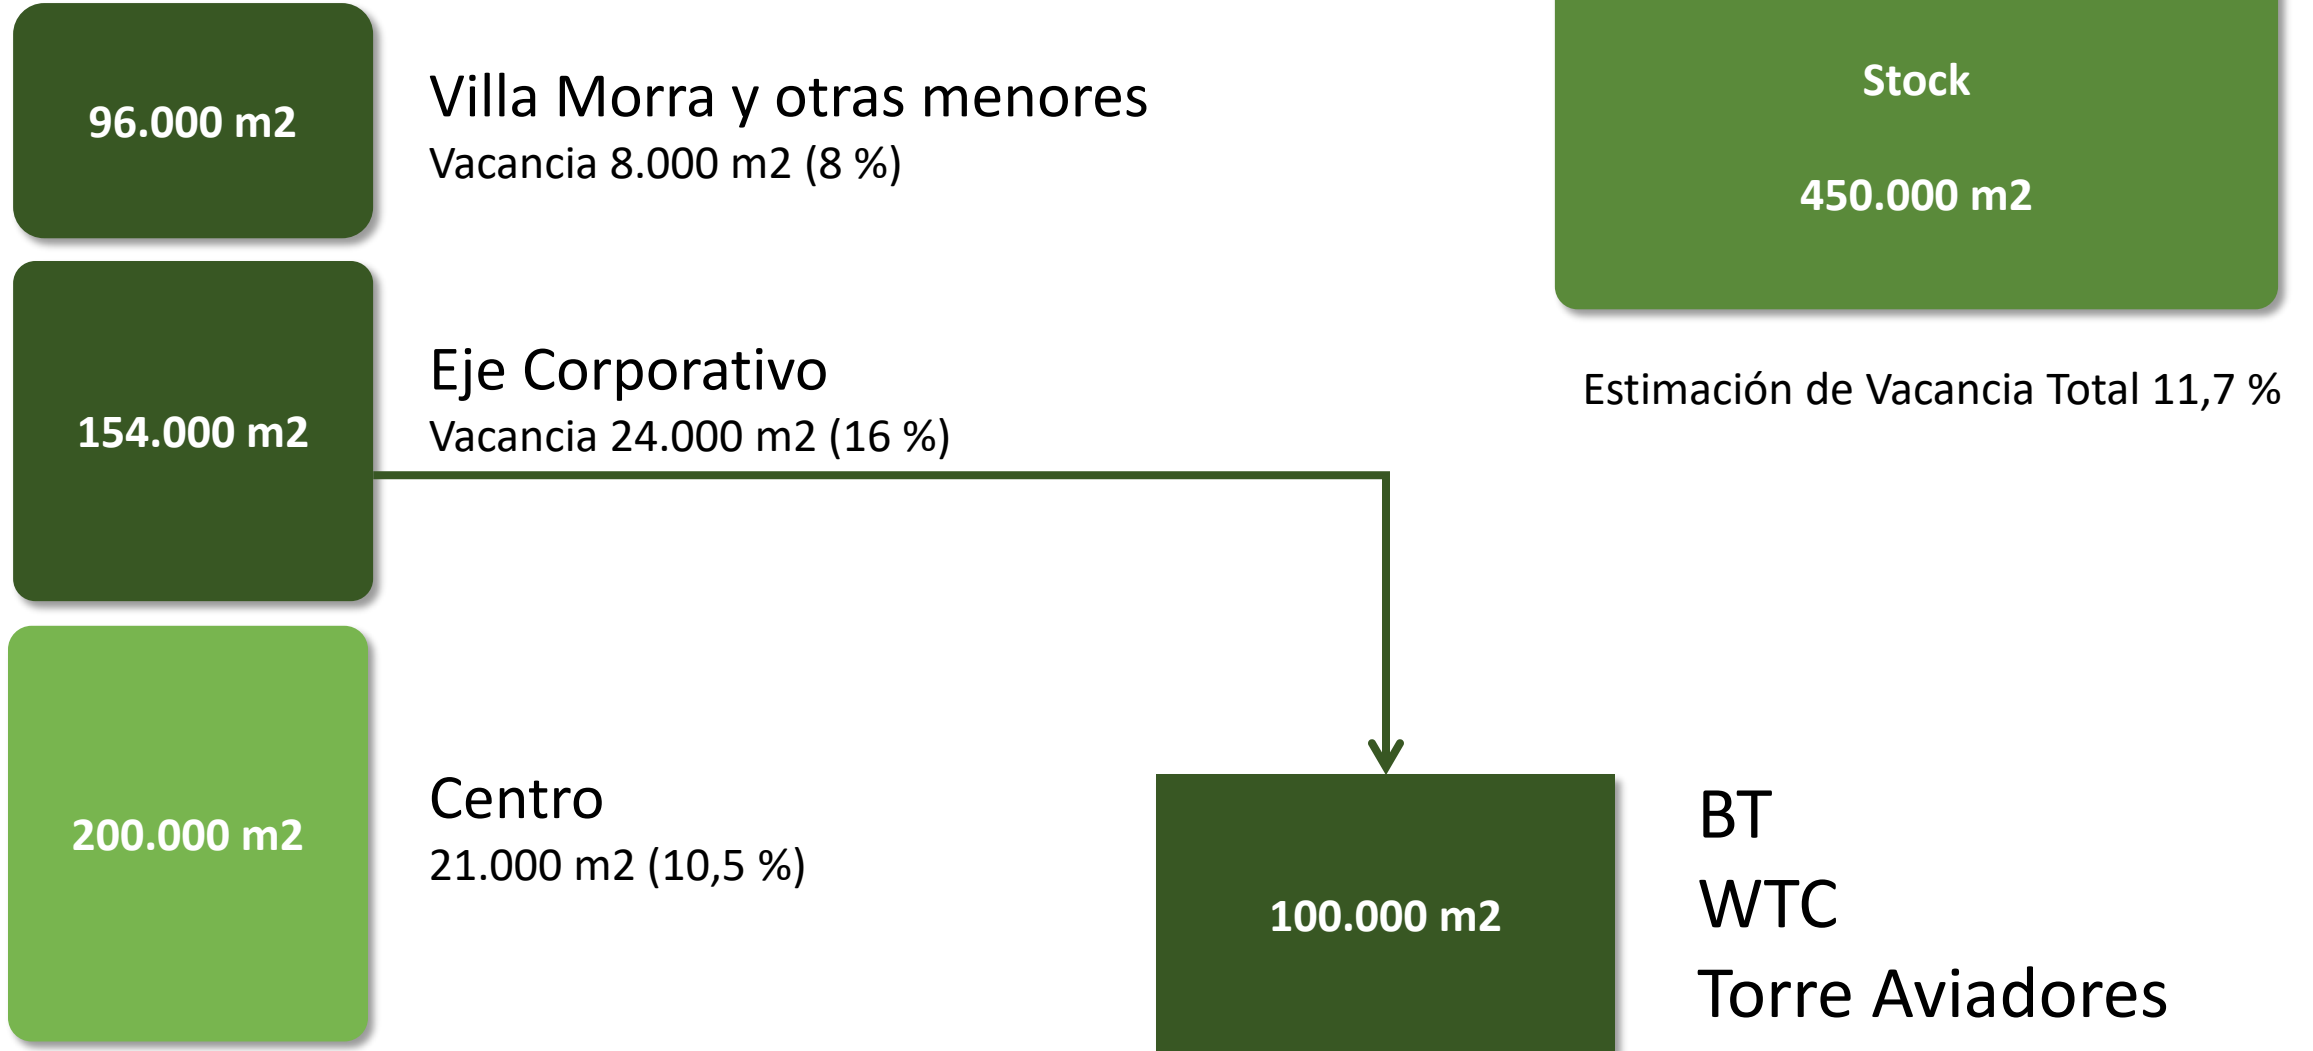 96.000 m2
Villa Morra y otras menores
Vacancia 8.000 m2 (8 %)
Stock
450.000 m2
Estimación de Vacancia Total 11,7 %
154.000 m2
Eje Corporativo
Vacancia 24.000 m2 (16 %)
200.000 m2
Centro
21.000 m2 (10,5 %)
100.000 m2
BT
WTC
Torre Aviadores